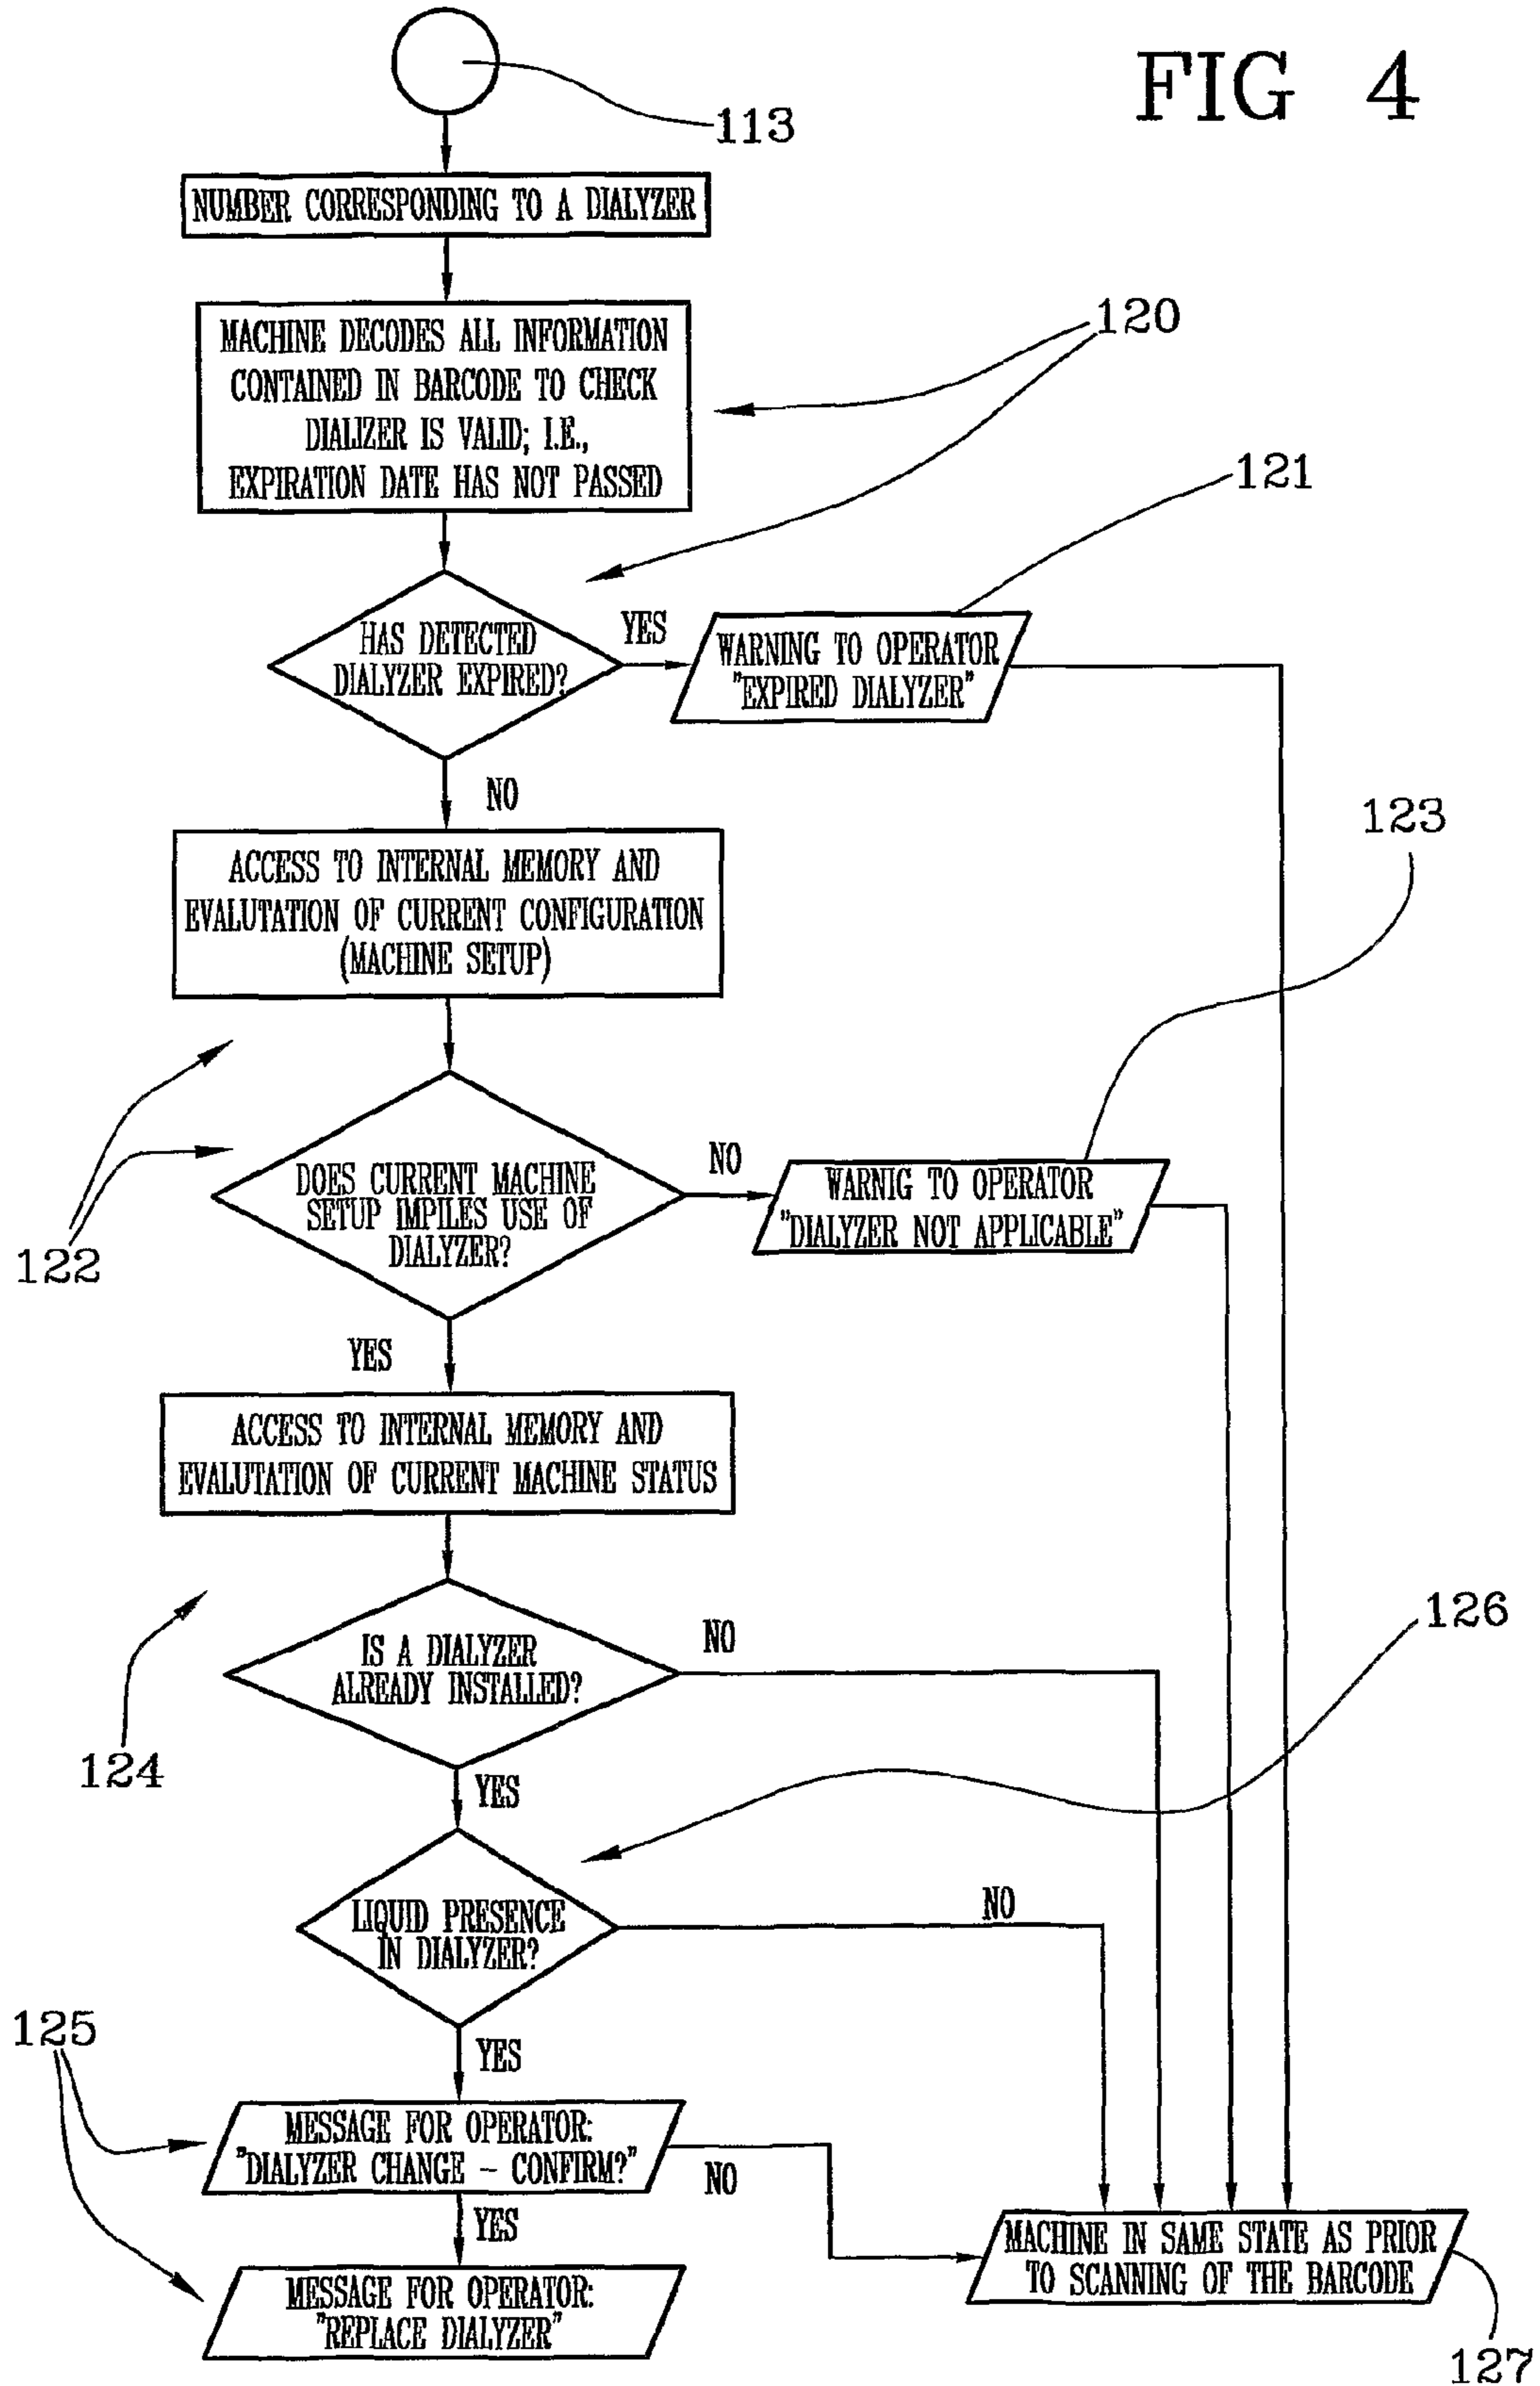 FIG 4
113
NUMBER CORRESPONDING TO A DIALYZER
120
MACHINE DECODES ALL INFORMATION
CONTAINED IN BARCODE TO CHECK
DIALIZER IS VALID; I.E.,
EXPIRATION DATE HAS NOT PASSED
121
HAS DETECTED
DIALYZER EXPIRED?
YES
WARNING TO OPERATOR
"EXPIRED DIALYZER"
NO
123
ACCESS TO INTERNAL MEMORY AND
EVALUTATION OF CURRENT CONFIGURATION
(MACHINE SETUP)
122
DOES CURRENT MACHINE
SETUP IMPILES USE OF
DIALYZER?
NO
WARNIG TO OPERATOR
"DIALYZER NOT APPLICABLE"
YES
ACCESS TO INTERNAL MEMORY AND
EVALUTATION OF CURRENT MACHINE STATUS
124
IS A DIALYZER
ALREADY INSTALLED?
NO
126
YES
LIQUID PRESENCE
IN DIALYZER?
NO
125
YES
MESSAGE FOR OPERATOR:
"DIALYZER CHANGE - CONFIRM?"
NO
YES
MESSAGE FOR OPERATOR:
"REPLACE DIALYZER"
MACHINE IN SAME STATE AS PRIOR
TO SCANNING OF THE BARCODE
127